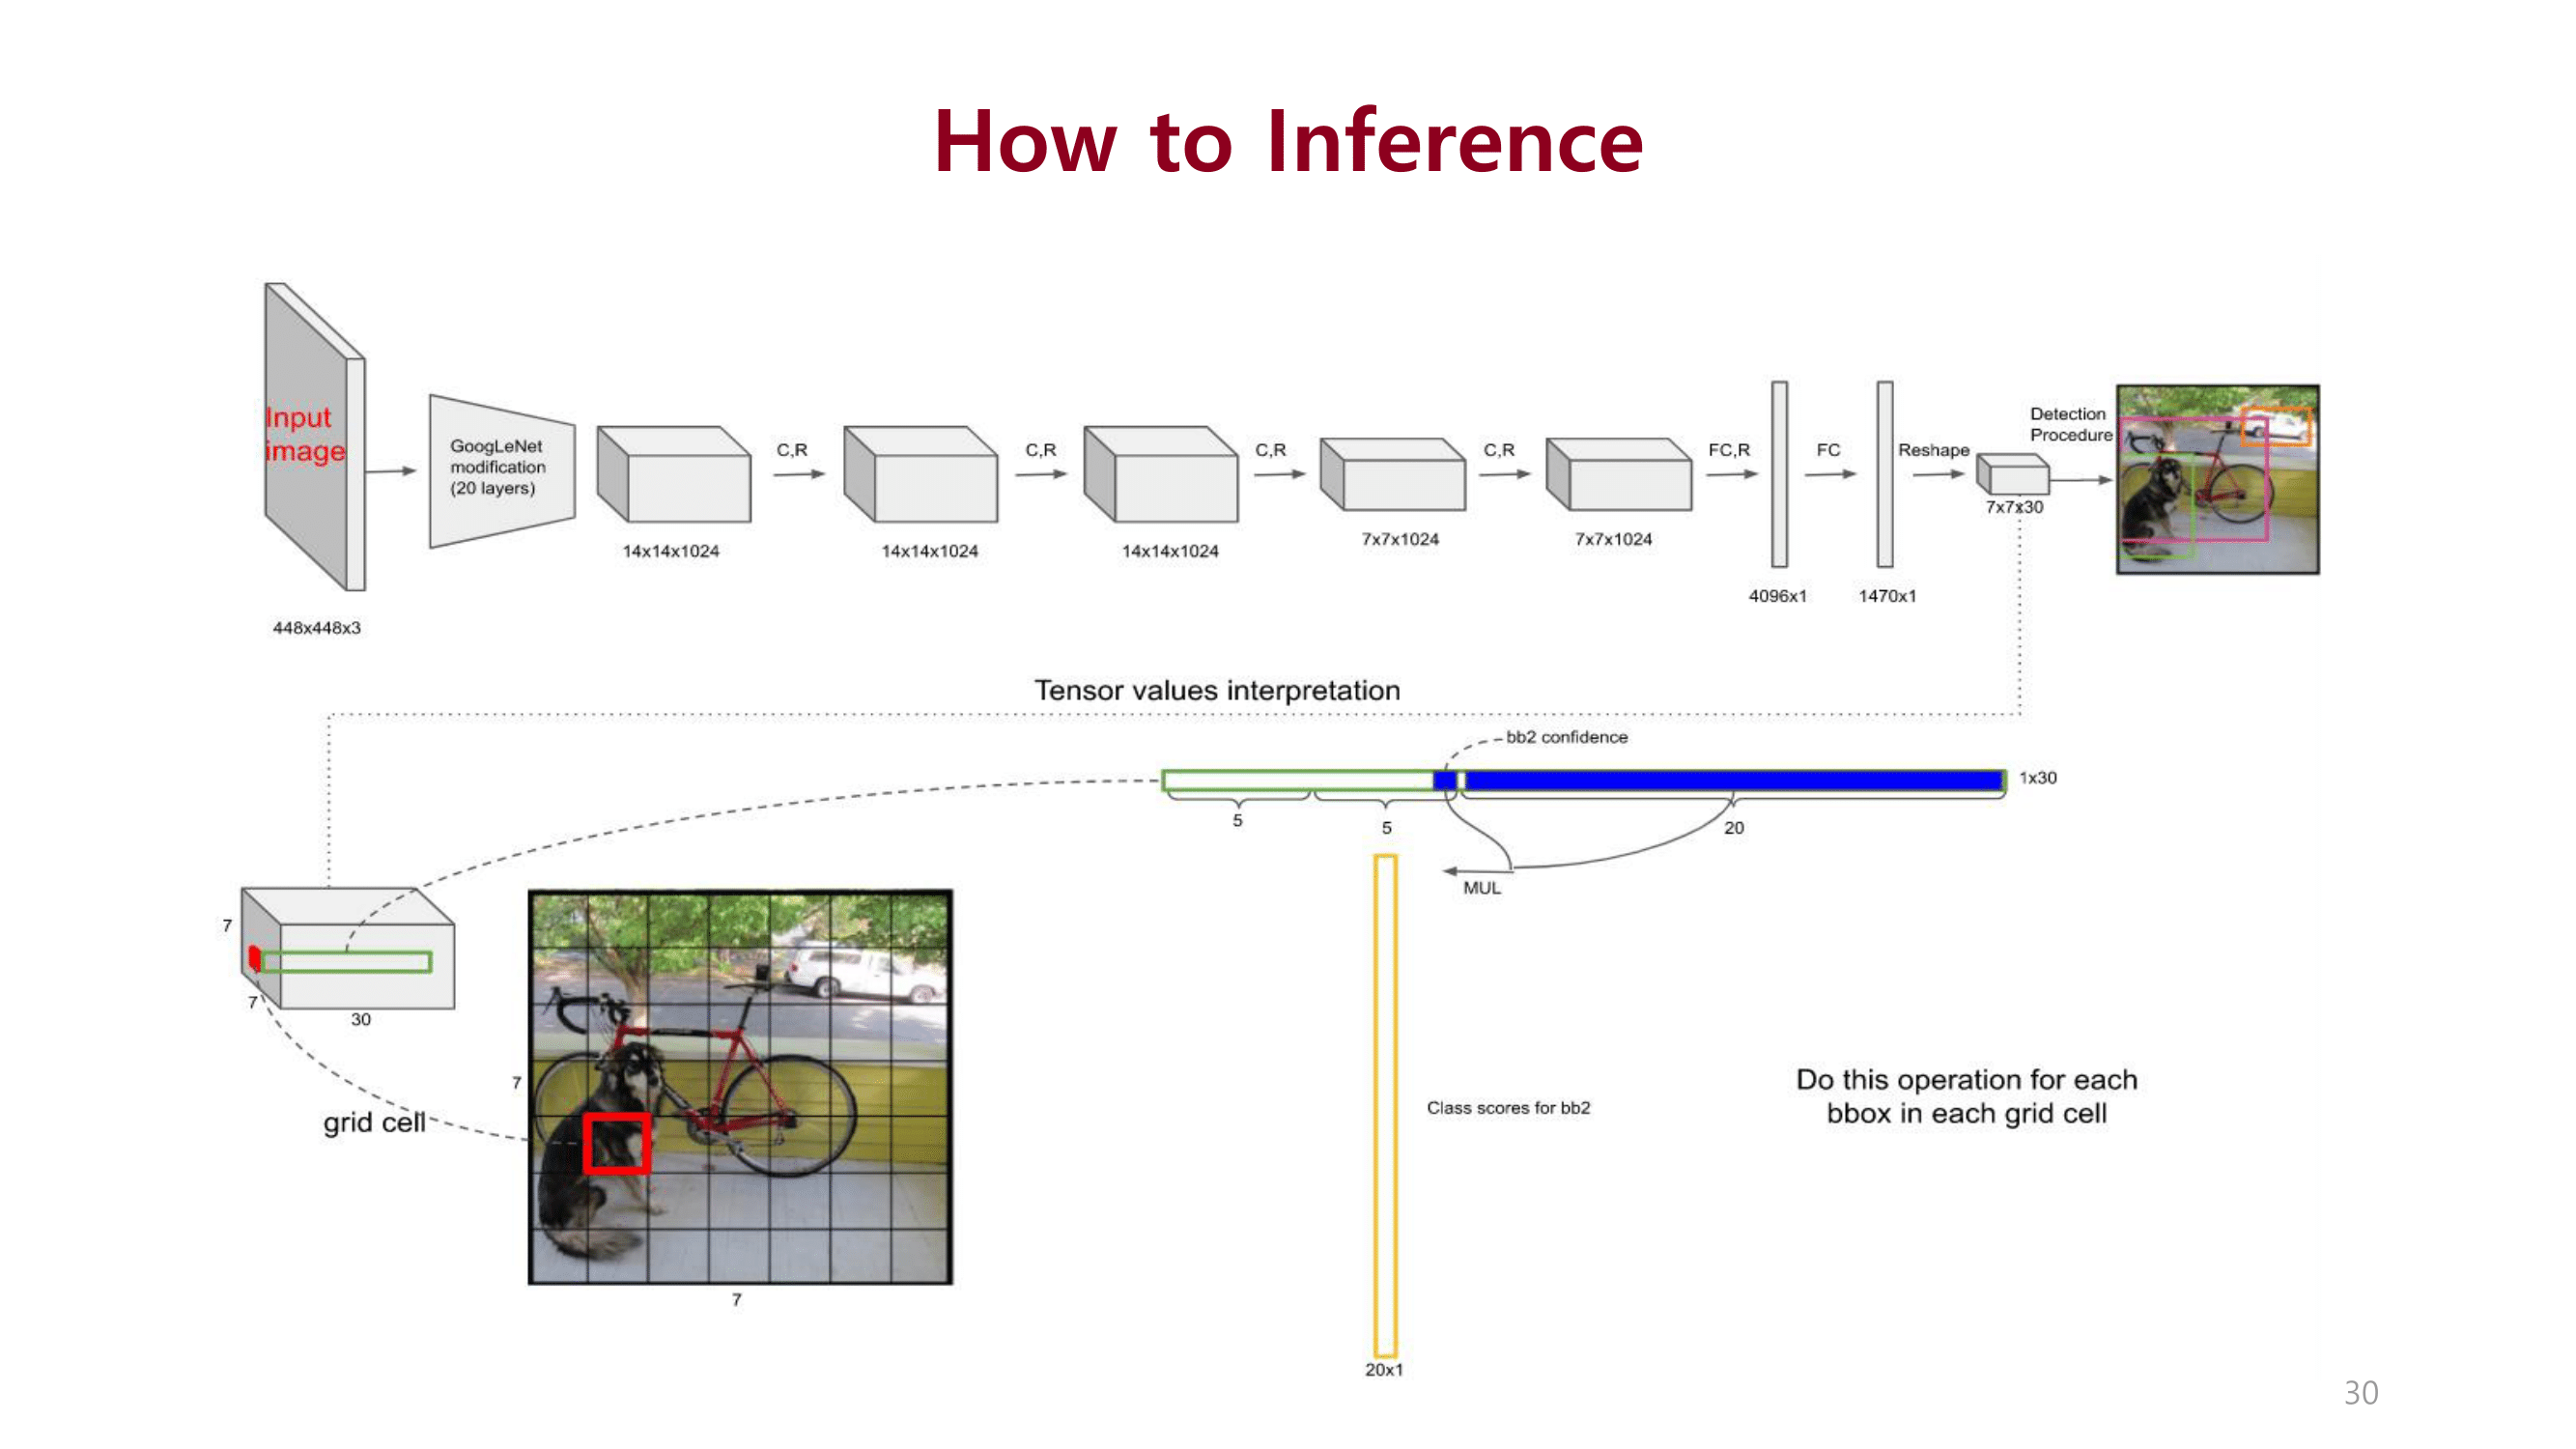 How to Inference
Input
image
448x448x3
GoogLeNet
modification
(20 layers)
14x14x1024
C,R
14x14x1024
C,R
14x14x1024
C,R
7x7x1024
C,R
7x7x1024
FC,R
4096x1
FC
1470x1
Reshape
7x7x30
Detection
Procedure
Tensor values interpretation
bb2 confidence
1x30
5
5
20
MUL
7
7
30
grid cell
7
7
Class scores for bb2
20x1
Do this operation for each
bbox in each grid cell
30